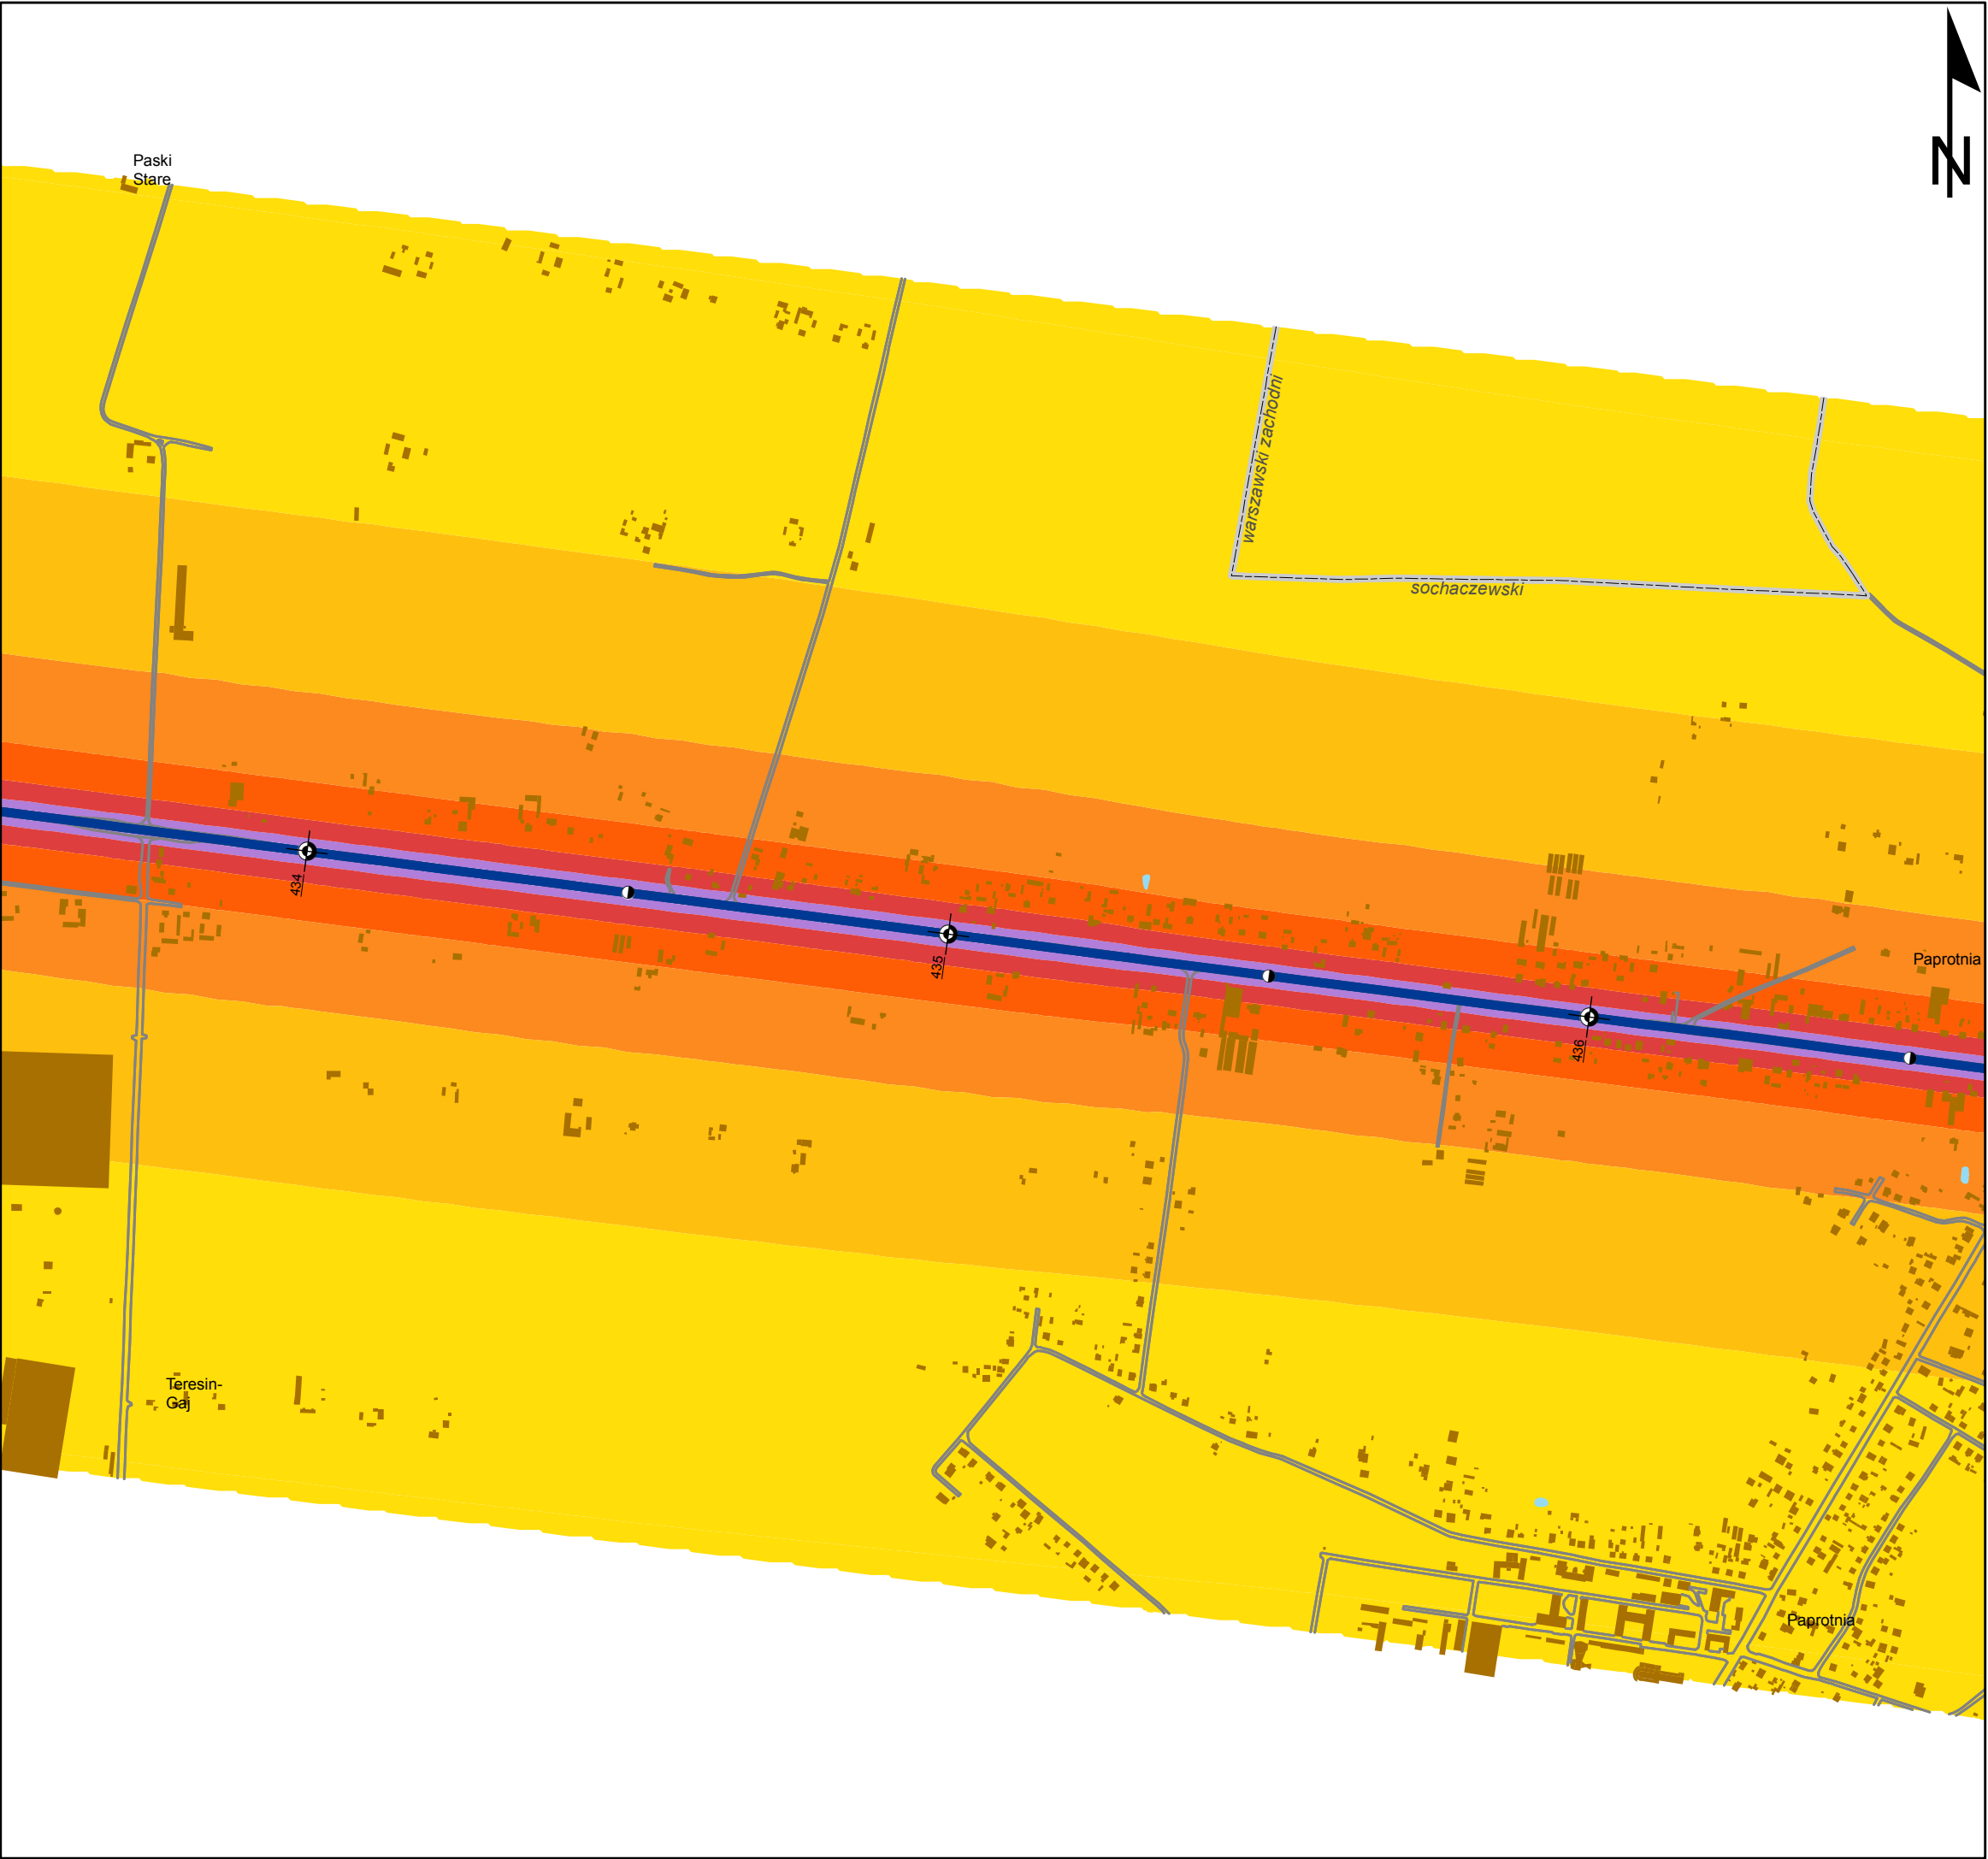 N
Paski
Stare
warszawski zachodni
sochaczewski
434
435
Paprotnia
436
Teresin-
Gaj
Paprotnia